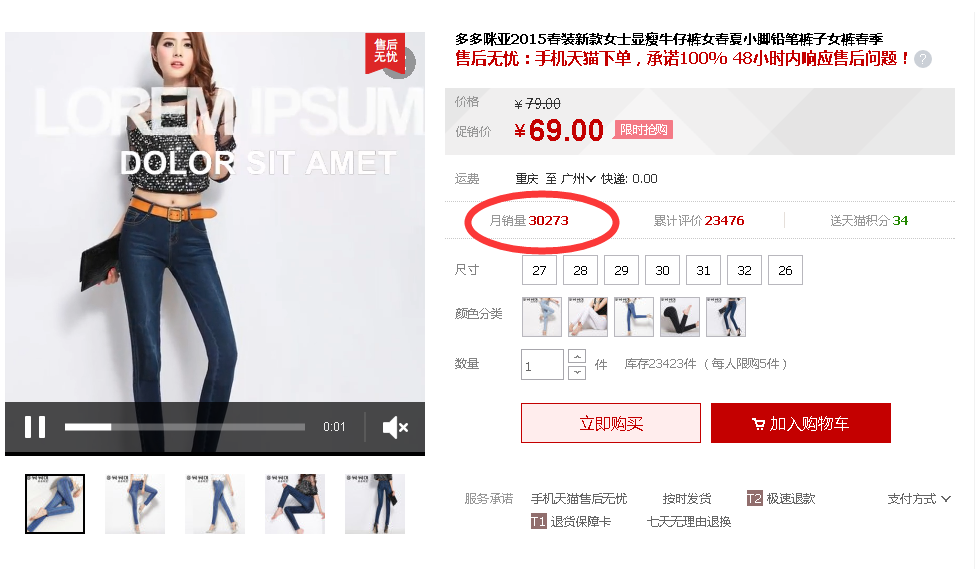 售后
无忧
LOREM IPSUM
DOLOR SIT AMET
0:01
多多咪亚2015春装新款女士显瘦牛仔裤女春夏小脚铅笔裤子女裤春季
售后无忧：手机天猫下单，承诺100% 48小时内响应售后问题！ ?
价格 ¥ 79.00
促销价 ¥ 69.00 限时抢购
运费 重庆 至 广州 快递: 0.00
月销量 30273 累计评价 23476 送天猫积分 34
尺寸 27 28 29 30 31 32 26
颜色分类
数量 1 件 库存23423件 （每人限购5件）
立即购买 加入购物车
服务承诺 手机天猫售后无忧 按时发货 T2 极速退款 支付方式
T1 退货保障卡 七天无理由退换